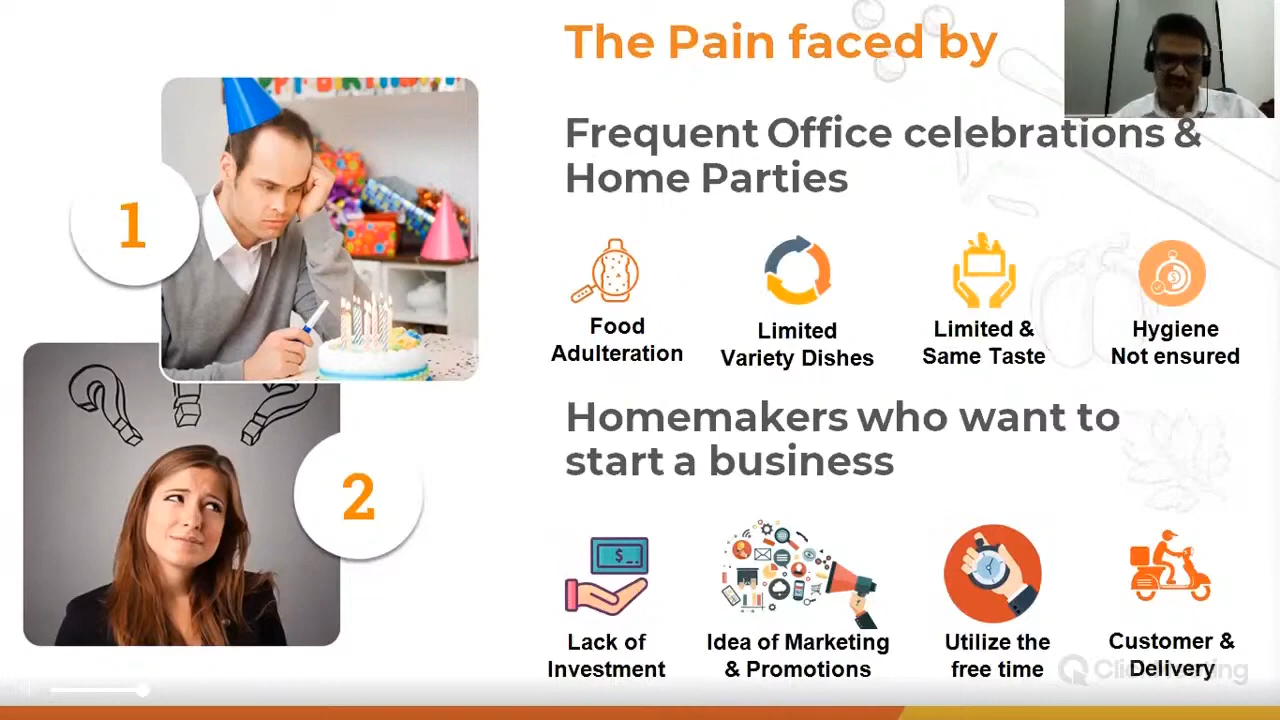 The Pain faced by
Frequent Office celebrations &
Home Parties
1
Food
Adulteration
Limited
Variety Dishes
Limited &
Same Taste
Hygiene
Not ensured
Homemakers who want to
start a business
2
Lack of
Investment
Idea of Marketing
& Promotions
Utilize the
free time
Customer &
Delivery
ClickMeeting